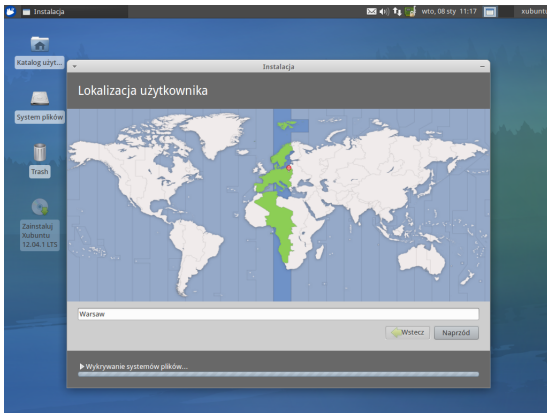 Instalacja
wto, 08 sty 11:17
xubuntu
Katalog użyt...
System plików
Trash
Zainstaluj
Xubuntu
12.04.1 LTS
Instalacja
Lokalizacja użytkownika
Warsaw
Wstecz
Naprzód
Wykrywanie systemów plików...